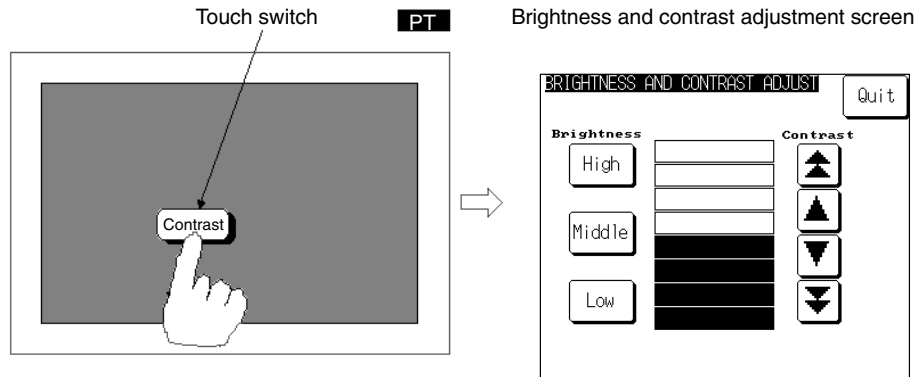 Touch switch
PT
Brightness and contrast adjustment screen
Contrast
BRIGHTNESS AND CONTRAST ADJUST
Quit
Brightness
Contrast
High
Middle
Low